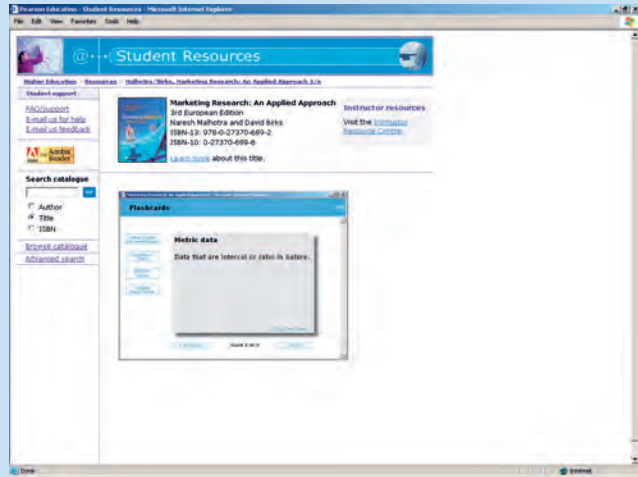 Pearson Education - Student Resources - Microsoft Internet Explorer
File Edit View Favorites Tools Help
@ Student Resources
Higher Education Resources Malhotra/Birks, Marketing Research: An Applied Approach 3/e
Student support
FAQ/support
E-mail us for help
E-mail us feedback
Adobe
Reader
Search catalogue
Author
Title
ISBN
Browse catalogue
Advanced search
Marketing Research: An Applied Approach
3rd European Edition
Naresh Malhotra and David Birks
ISBN-13: 978-0-27370-689-2
ISBN-10: 0-27370-689-6
Learn more about this title.
Instructor resources
Visit the Instructor
Resource Centre
Flashcards
Metric data
Data that are interval or ratio in nature.
Done
Internet